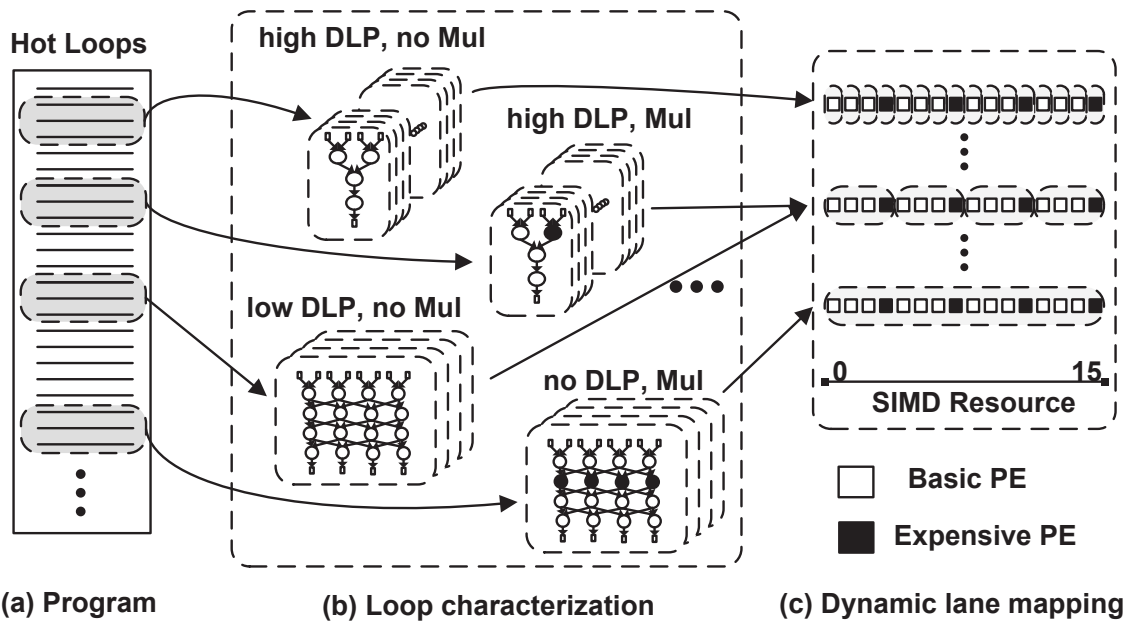 Hot Loops
high DLP, no Mul
high DLP, Mul
low DLP, no Mul
no DLP, Mul
0 15
SIMD Resource
Basic PE
Expensive PE
(a) Program
(b) Loop characterization
(c) Dynamic lane mapping